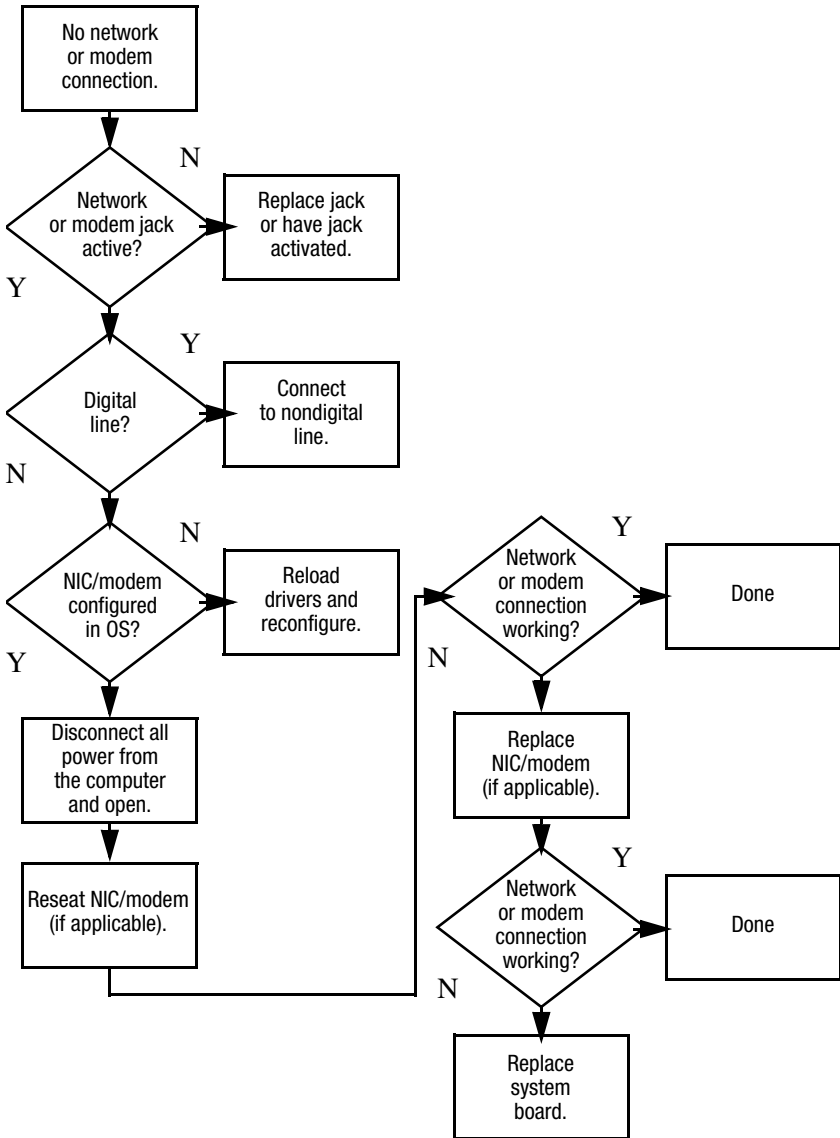 No network
or modem
connection.
N
Network
or modem jack
active?
Replace jack
or have jack
activated.
Y
Y
Digital
line?
Connect
to nondigital
line.
N
N
NIC/modem
configured
in OS?
Reload
drivers and
reconfigure.
Y
Disconnect all
power from
the computer
and open.
Reseat NIC/modem
(if applicable).
Y
Network
or modem
connection
working?
Done
N
Replace
NIC/modem
(if applicable).
Y
Network
or modem
connection
working?
Done
N
Replace
system
board.